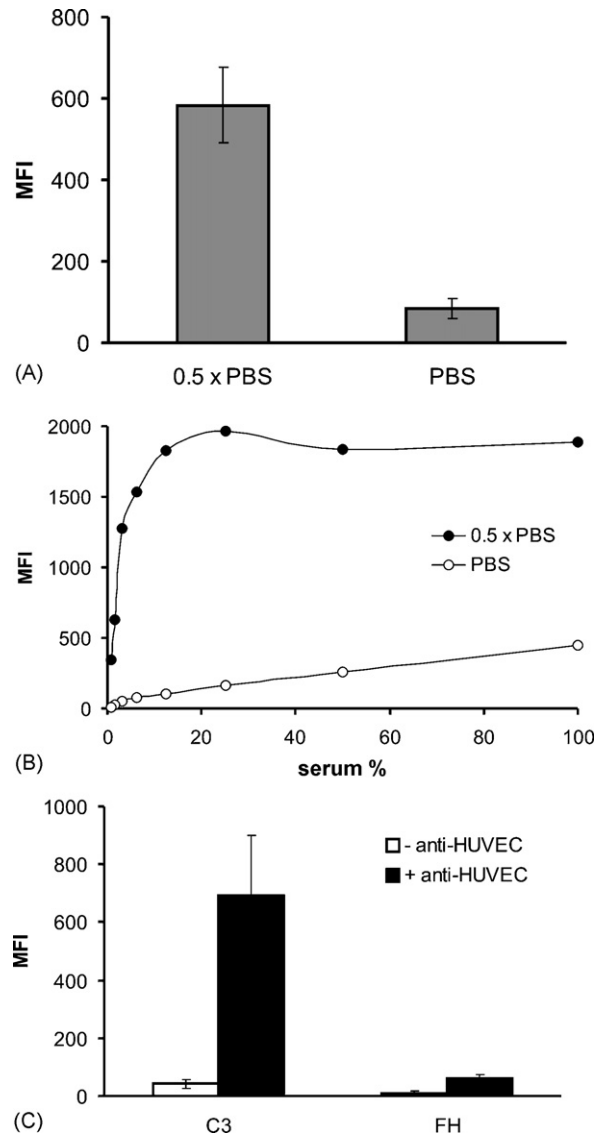 800
600
400
200
0
MFI
0.5 x PBS PBS
(A)
2000
1500
1000
500
0
MFI
0.5 x PBS
PBS
0 20 40 60 80 100
serum %
(B)
1000
800
600
400
200
0
MFI
- anti-HUVEC
+ anti-HUVEC
C3 FH
(C)